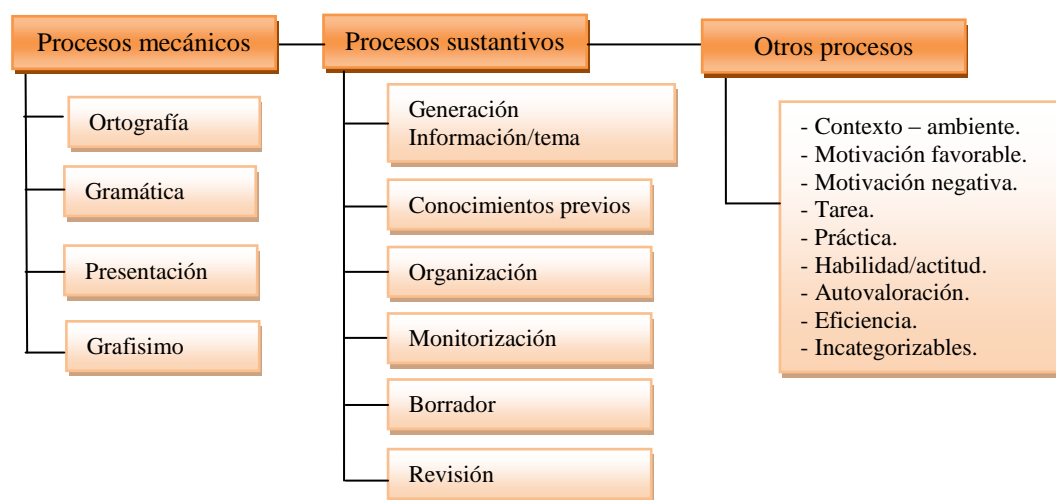 Procesos mecánicos
Ortografía
Gramática
Presentación
Grafisimo
Procesos sustantivos
Generación
Información/tema
Conocimientos previos
Organización
Monitorización
Borrador
Revisión
Otros procesos
- Contexto – ambiente.
- Motivación favorable.
- Motivación negativa.
- Tarea.
- Práctica.
- Habilidad/actitud.
- Autovaloración.
- Eficiencia.
- Incategorizables.